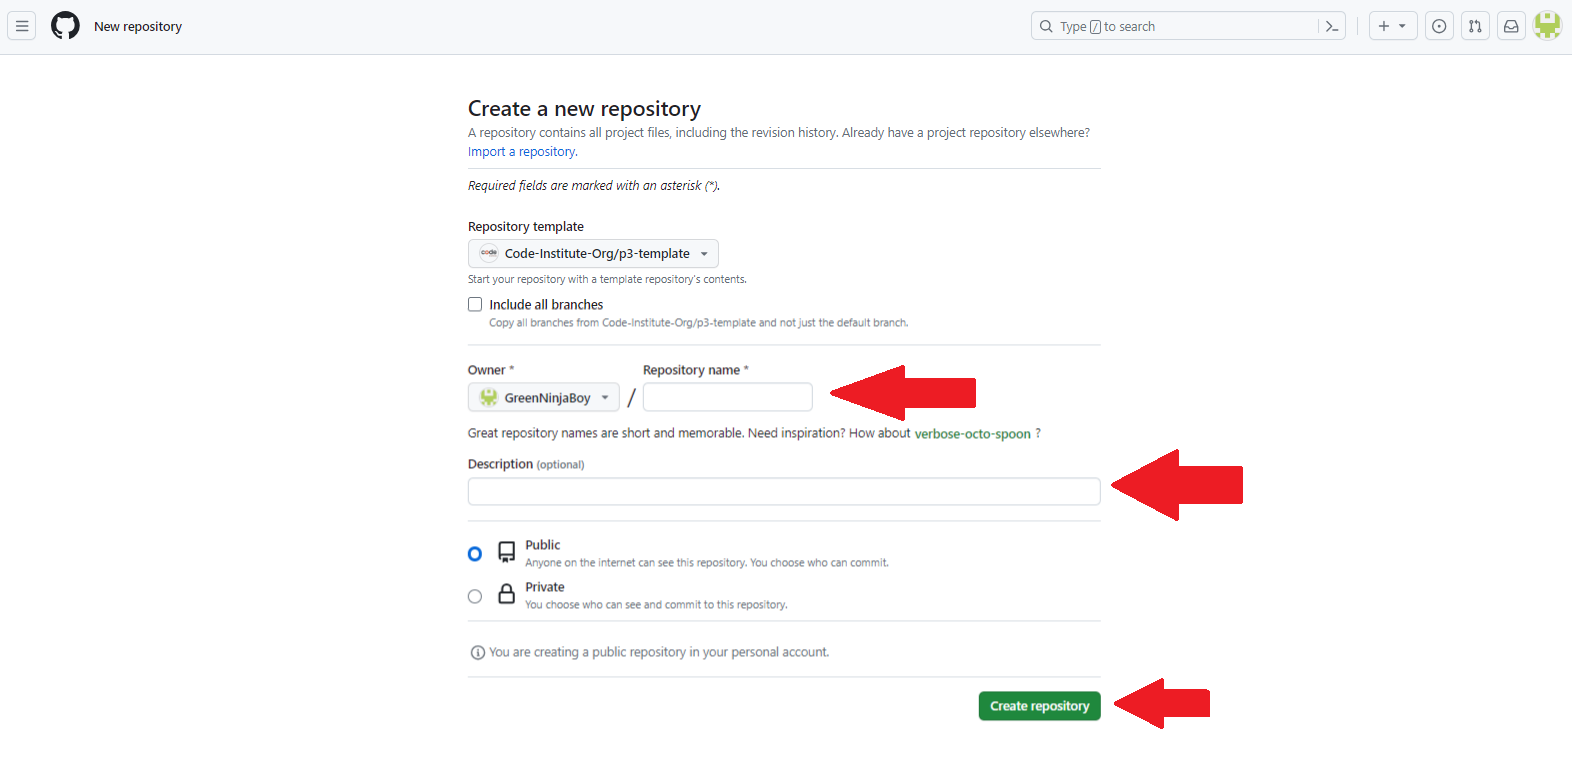 New repository
Type / to search
Create a new repository
A repository contains all project files, including the revision history. Already have a project repository elsewhere?
Import a repository.
Required fields are marked with an asterisk (*).
Repository template
code
Code-Institute-Org/p3-template
Start your repository with a template repository's contents.
Include all branches
Copy all branches from Code-Institute-Org/p3-template and not just the default branch.
Owner * Repository name *
GreenNinjaBoy /
Great repository names are short and memorable. Need inspiration? How about verbose-octo-spoon ?
Description (optional)
Public
Anyone on the internet can see this repository. You choose who can commit.
Private
You choose who can see and commit to this repository.
You are creating a public repository in your personal account.
Create repository